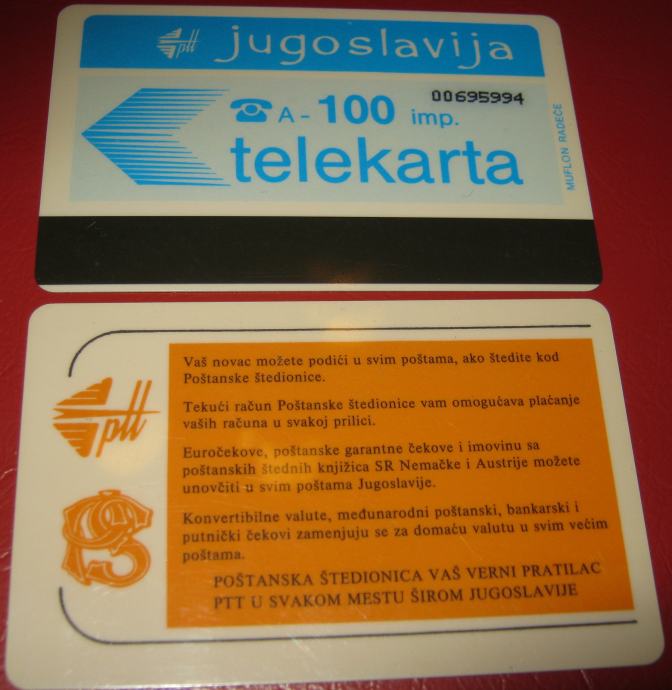 ptt jugoslavija
00695994
A - 100 imp.
telekarta
MUFLON RADEČE
ptt
Vaš novac možete podići u svim poštama, ako štedite kod
Poštanske štedionice.
Tekući račun Poštanske štedionice vam omogućava plaćanje
vaših računa u svakoj prilici.
Euročekove, poštanske garantne čekove i imovinu sa
poštanskih štednih knjižica SR Nemačke i Austrije možete
unovčiti u svim poštama Jugoslavije.
Konvertibilne valute, međunarodni poštanski, bankarski i
putnički čekovi zamenjuju se za domaću valutu u svim većim
poštama.
POŠTANSKA ŠTEDIONICA VAŠ VERNI PRATILAC
PTT U SVAKOM MESTU ŠIROM JUGOSLAVIJE